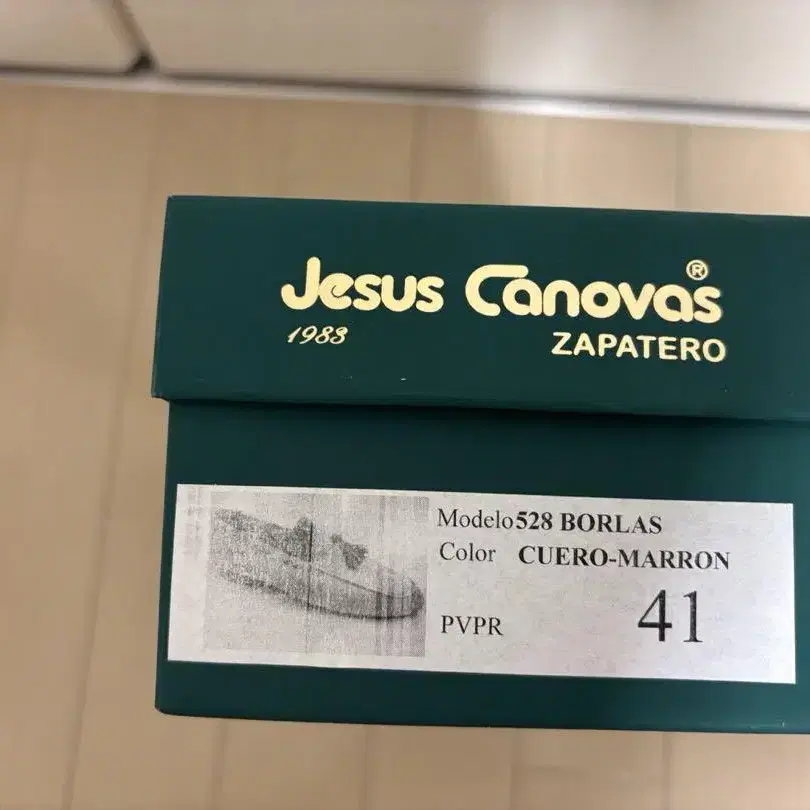 Jesus Canovas®
1983 ZAPATERO
Modelo 528 BORLAS
Color CUERO-MARRON
PVPR 41